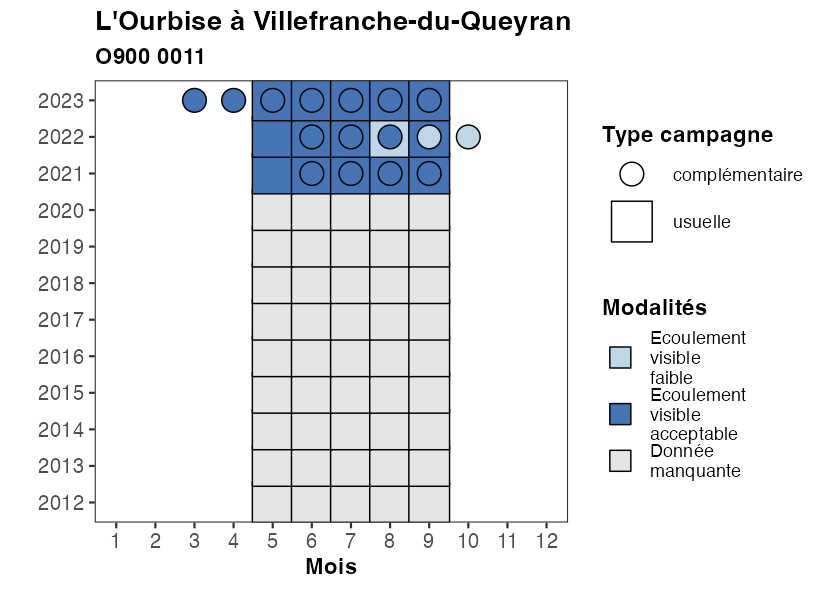 L'Ourbise à Villefranche-du-Queyran
O900 0011
2023
2022
2021
2020
2019
2018
2017
2016
2015
2014
2013
2012
1 2 3 4 5 6 7 8 9 10 11 12
Mois
Type campagne
complémentaire
usuelle
Modalités
Ecoulement
visible
faible
Ecoulement
visible
acceptable
Donnée
manquante